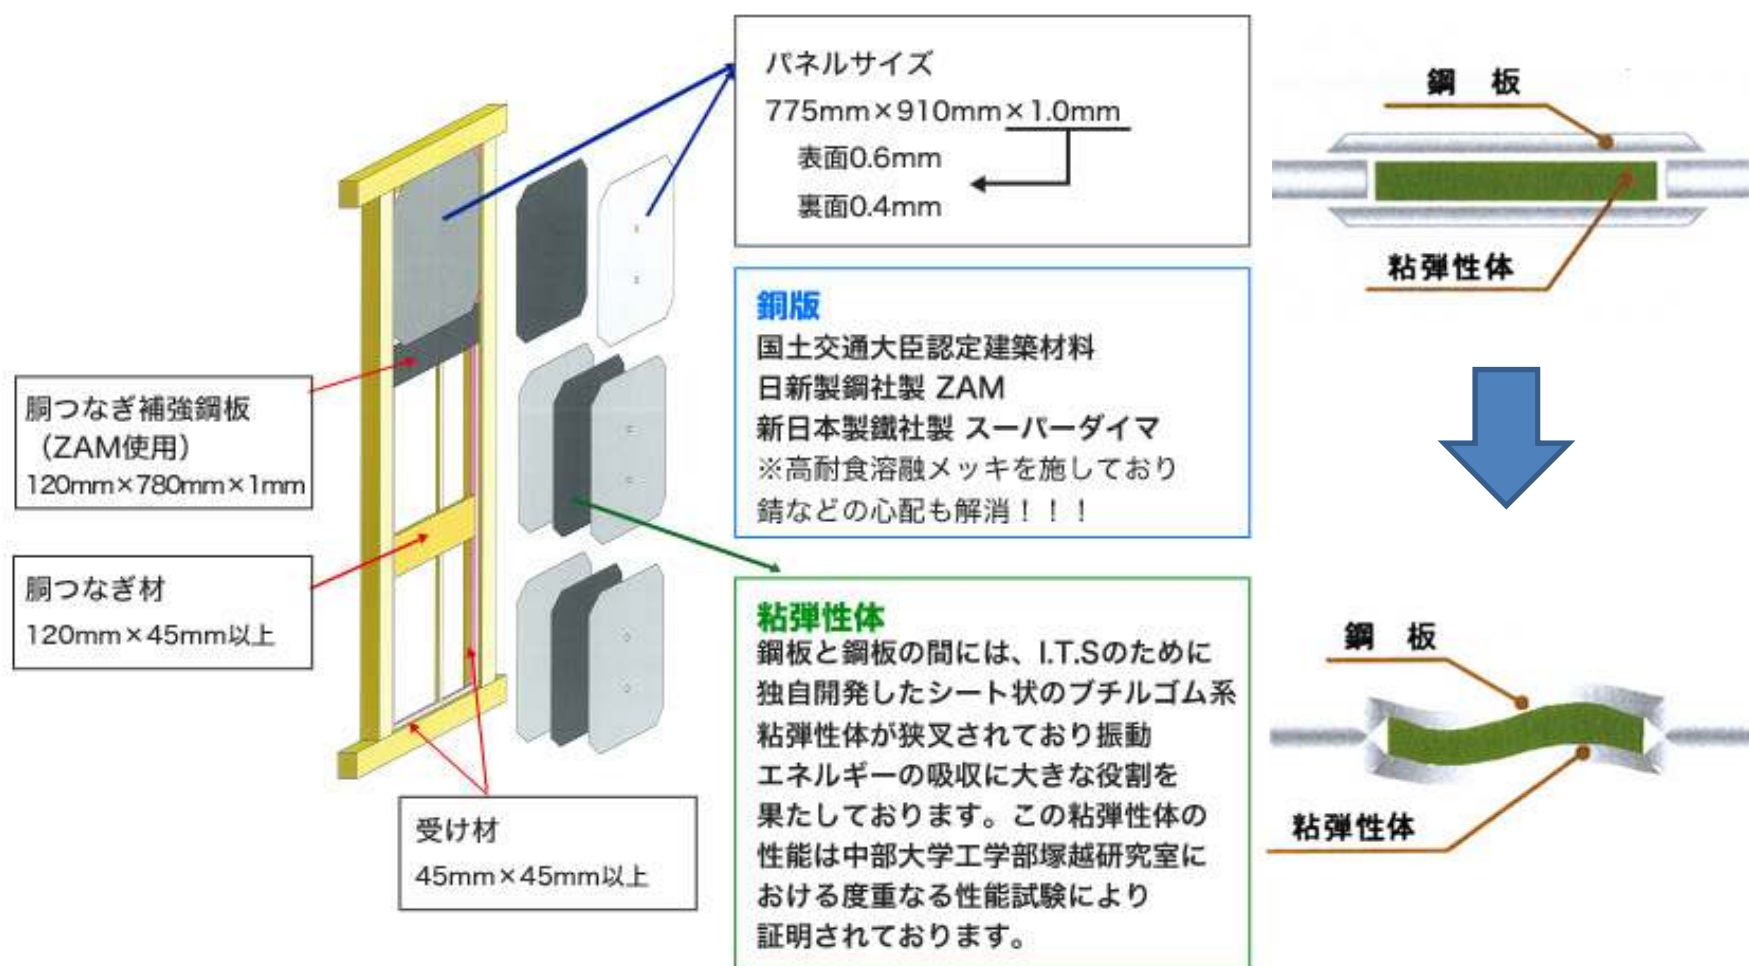 パネルサイズ
775mm×910mm×1.0mm
表面0.6mm
裏面0.4mm
鋼 板
粘弾性体
胴つなぎ補強鋼板
（ZAM使用）
120mm×780mm×1mm
胴つなぎ材
120mm×45mm以上
受け材
45mm×45mm以上
銅版
国土交通大臣認定建築材料
日新製鋼社製 ZAM
新日本製鐵社製 スーパーダイマ
※高耐食溶融メッキを施しており
錆などの心配も解消！！！
粘弾性体
鋼板と鋼板の間には、I.T.Sのために
独自開発したシート状のブチルゴム系
粘弾性体が狭叉されており振動
エネルギーの吸収に大きな役割を
果たしております。この粘弾性体の
性能は中部大学工学部塚越研究室に
おける度重なる性能試験により
証明されております。
鋼 板
粘弾性体